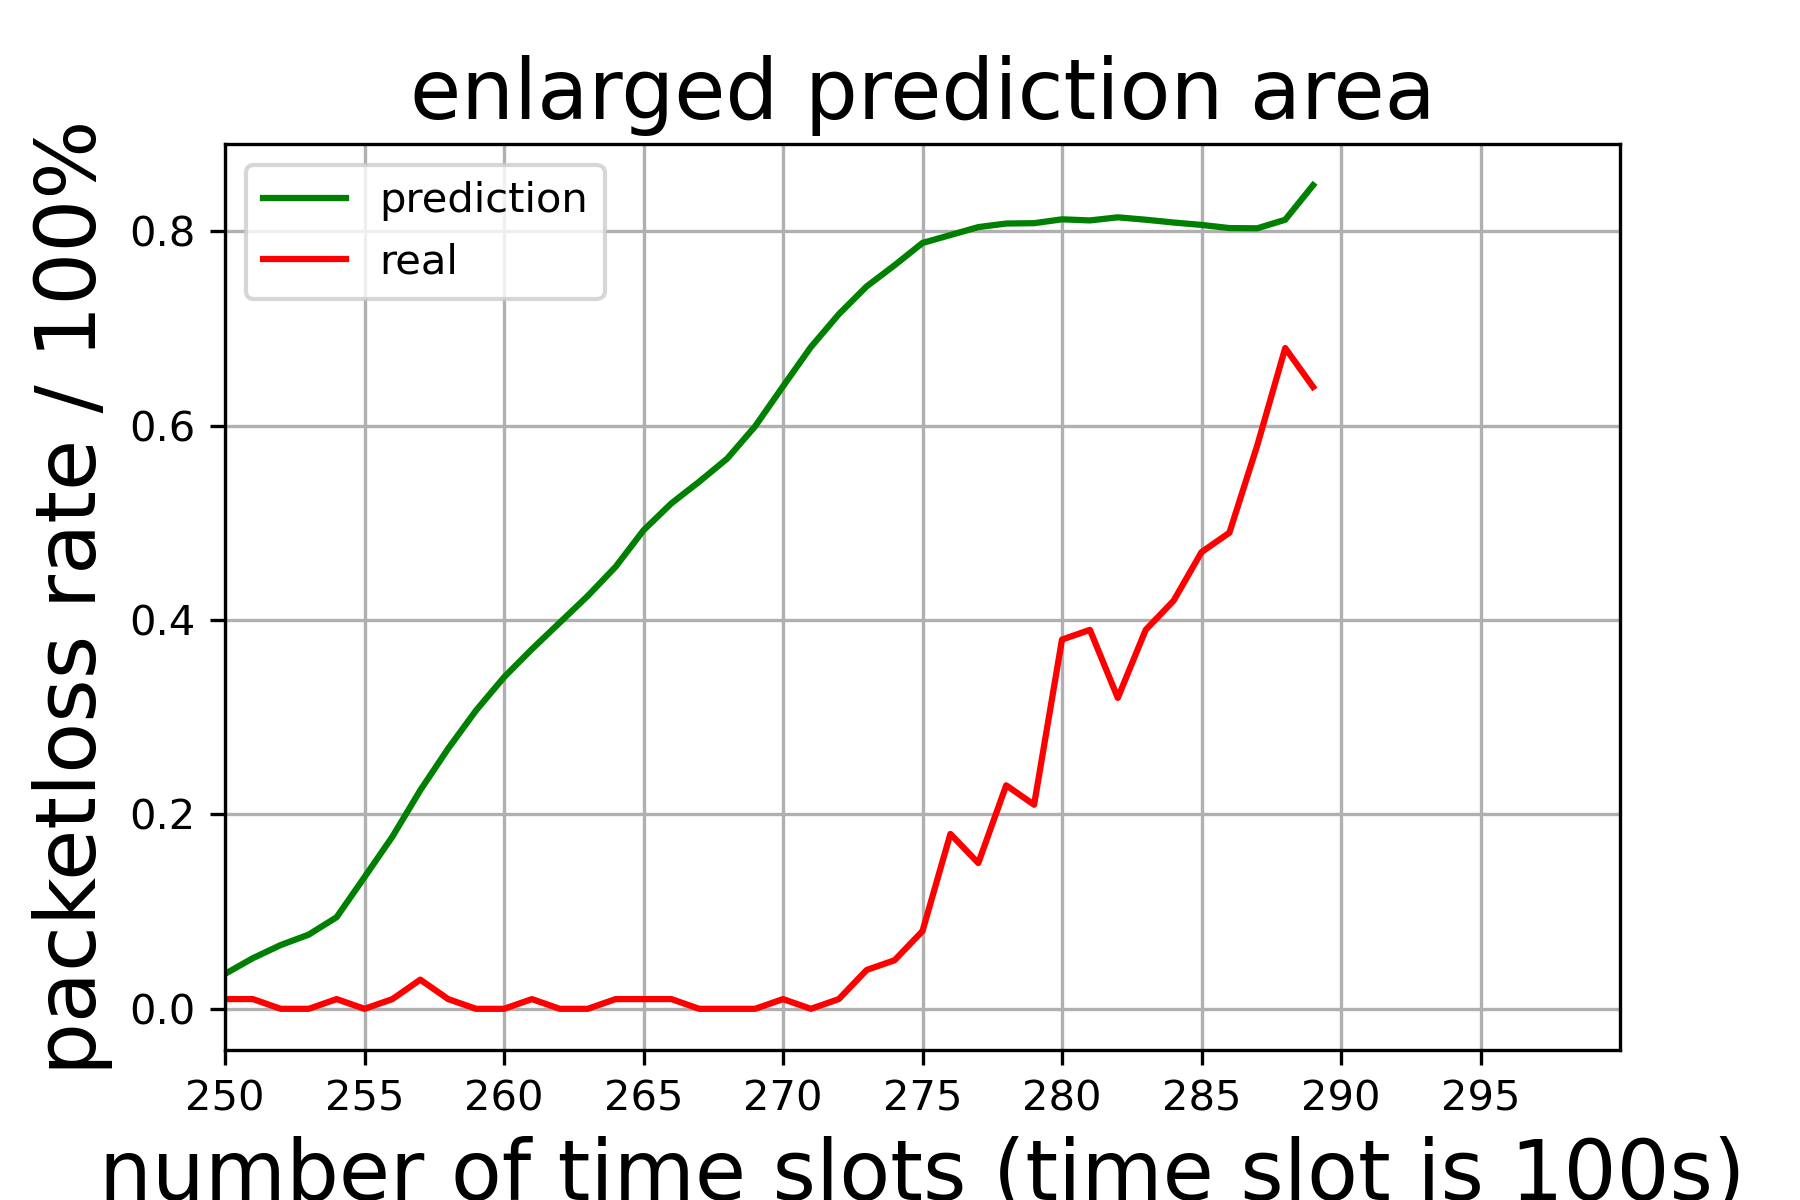 enlarged prediction area
prediction
real
packetloss rate / 100%
0.8
0.6
0.4
0.2
0.0
250 255 260 265 270 275 280 285 290 295
number of time slots (time slot is 100s)